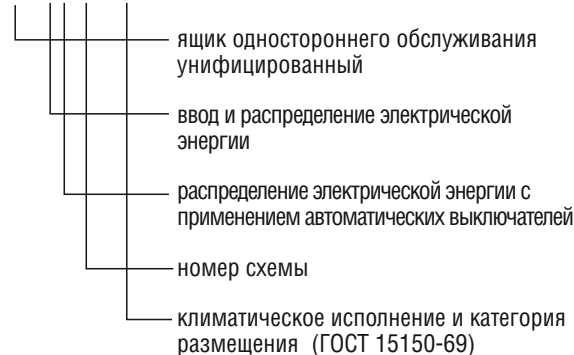 ящик одностороннего обслуживания
унифицированный
ввод и распределение электрической
энергии
распределение электрической энергии с
применением автоматических выключателей
номер схемы
климатическое исполнение и категория
размещения (ГОСТ 15150-69)